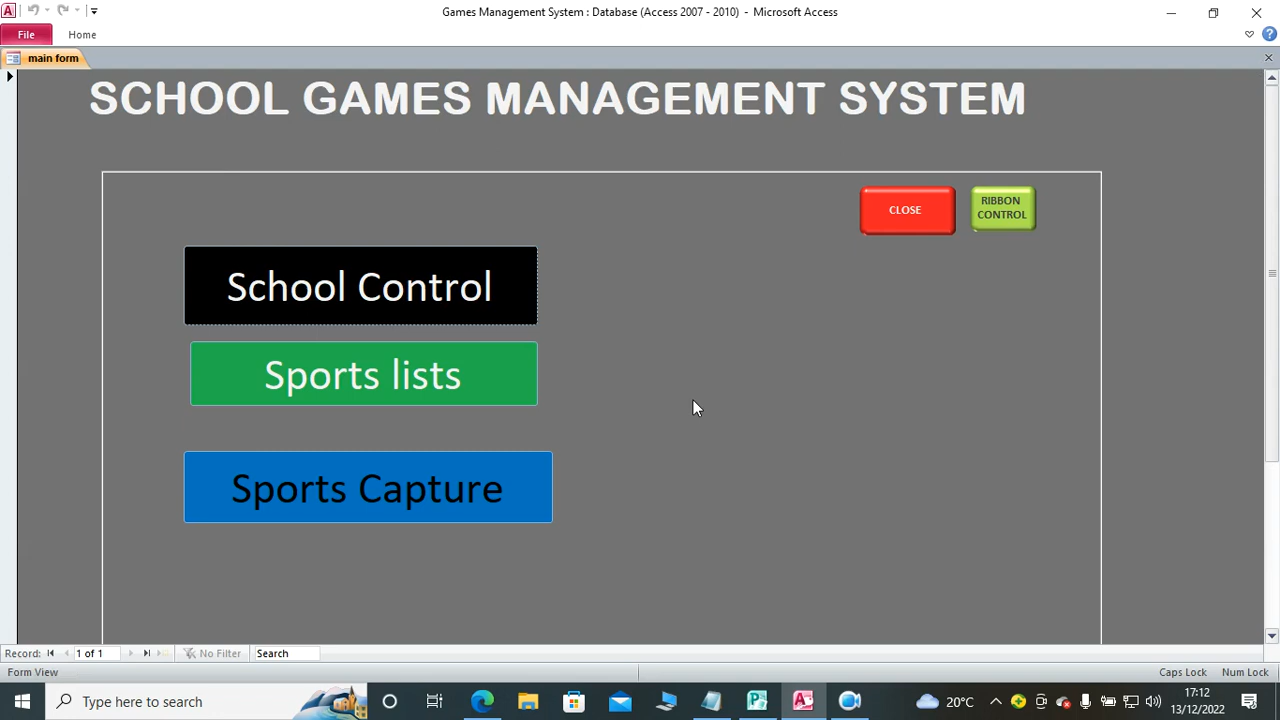 Games Management System : Database (Access 2007 - 2010) - Microsoft Access
File Home
main form
SCHOOL GAMES MANAGEMENT SYSTEM
CLOSE
RIBBON
CONTROL
School Control
Sports lists
Sports Capture
Record: 1 of 1 No Filter Search
Form View Caps Lock Num Lock
Type here to search 20°C 17:12
13/12/2022